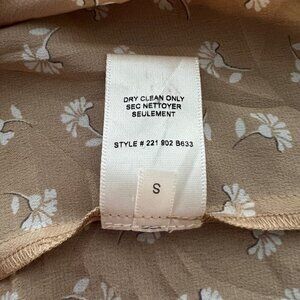 DRY CLEAN ONLY
SEC NETTOYER
SEULEMENT
STYLE # 221 902 B633
S